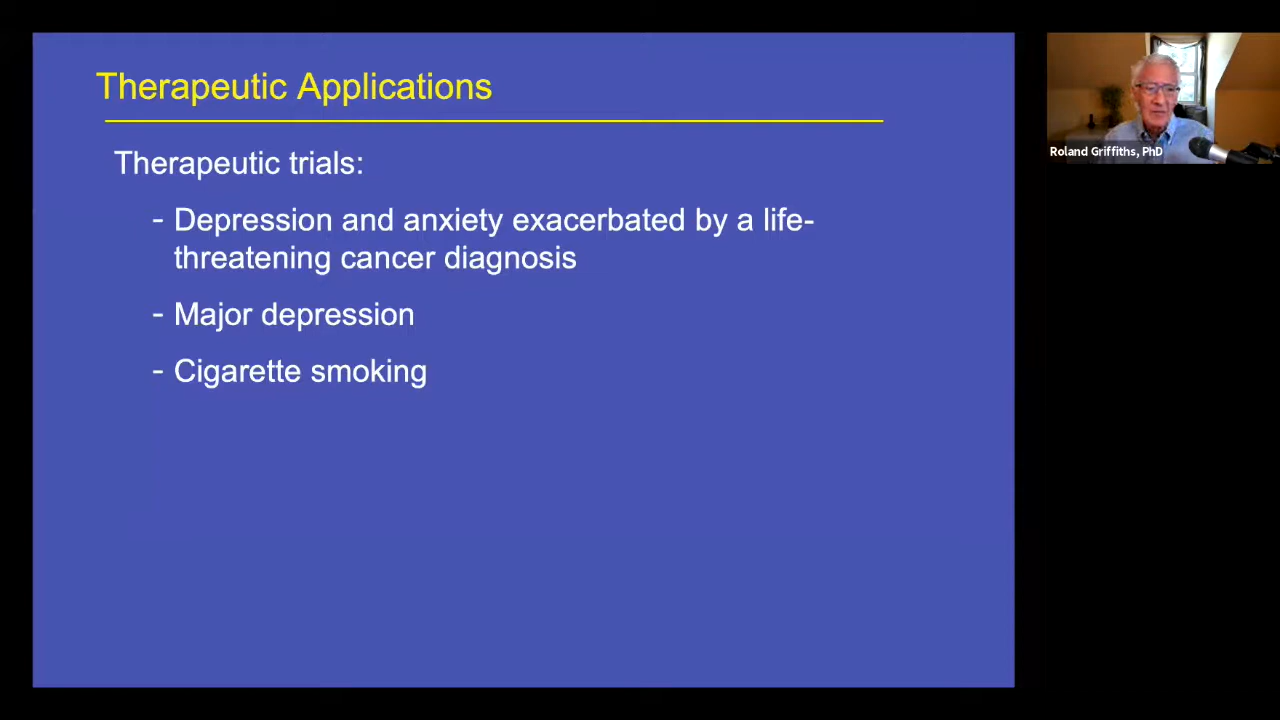 Therapeutic Applications
Therapeutic trials:
- Depression and anxiety exacerbated by a life-
threatening cancer diagnosis
- Major depression
- Cigarette smoking
Roland Griffiths, PhD